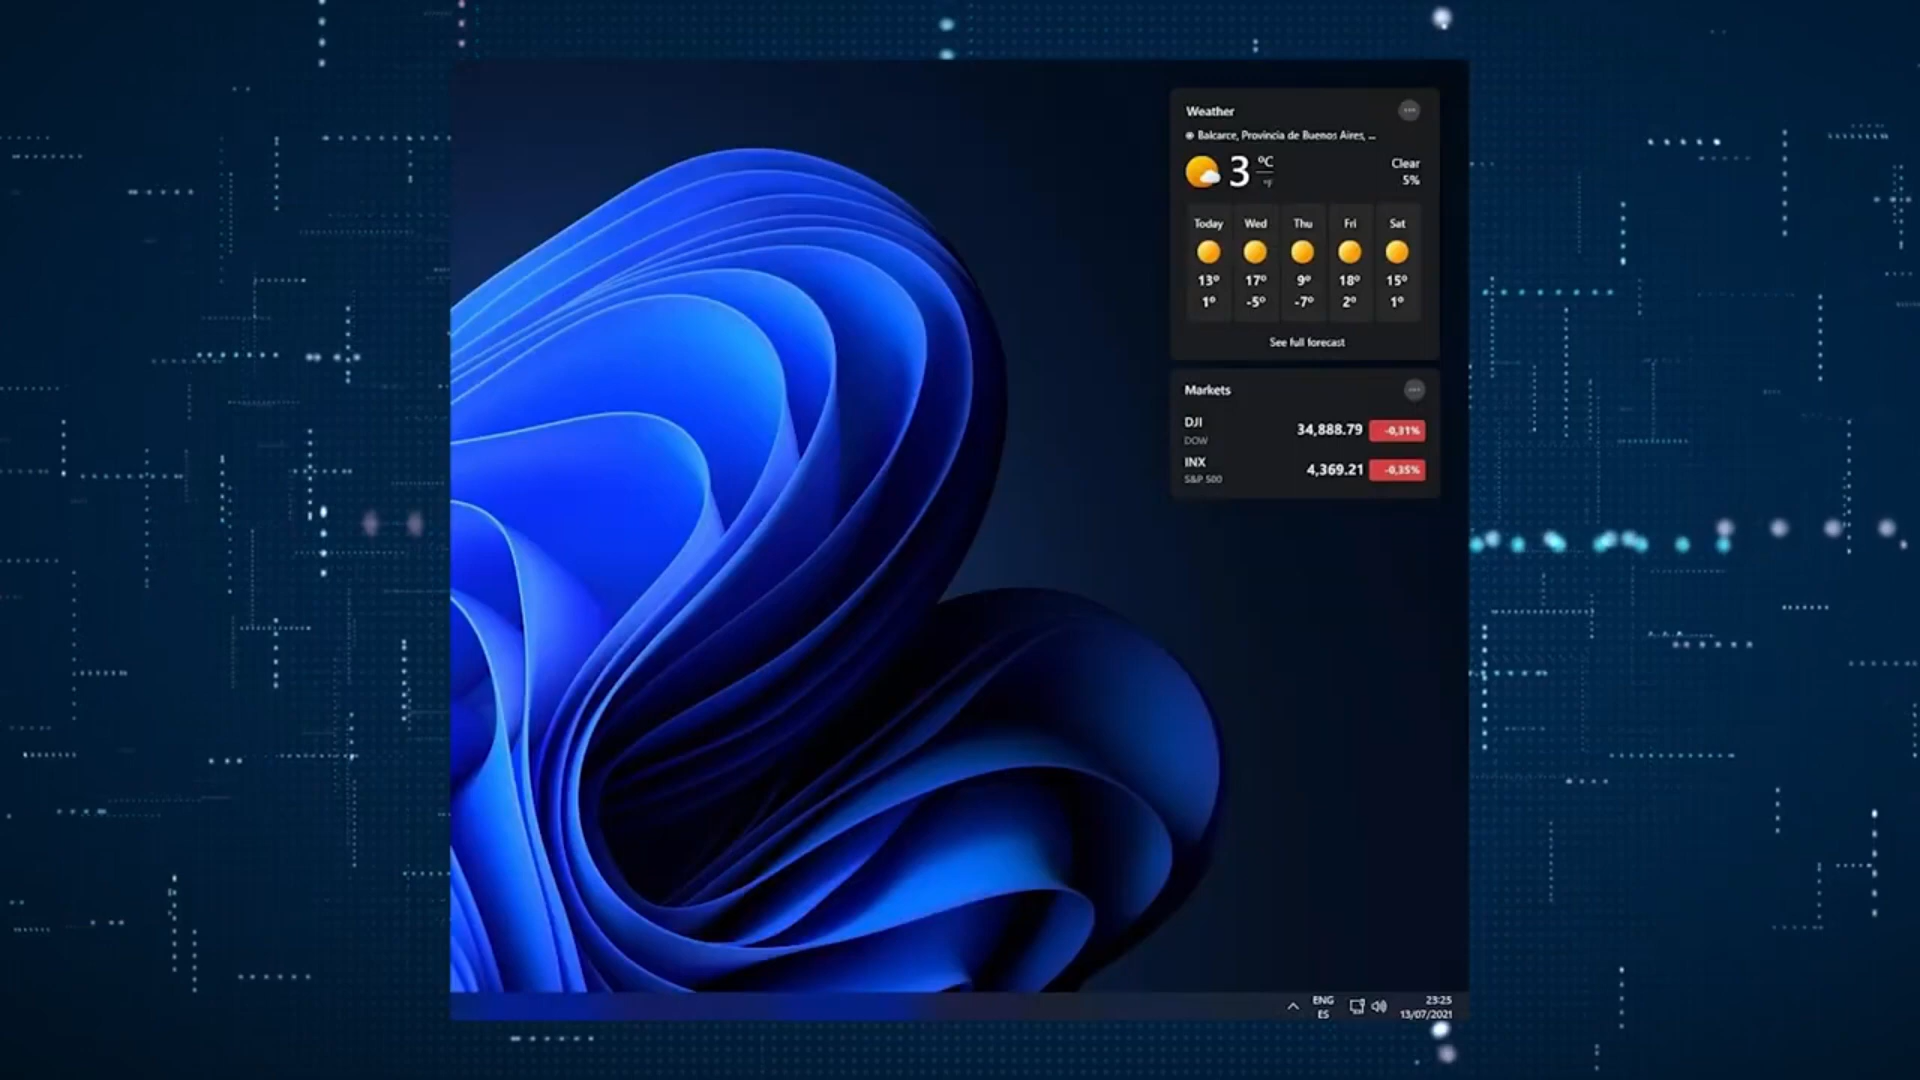 Weather
Balcarce, Provincia de Buenos Aires, ...
3 °C
°F
Clear
5%
Today Wed Thu Fri Sat
13° 17° 9° 18° 15°
1° -5° -7° 2° 1°
See full forecast
Markets
DJI 34,888.79 -0,31%
DOW
INX 4,369.21 -0,35%
S&P 500
ENG 23:25
ES 13/07/2021